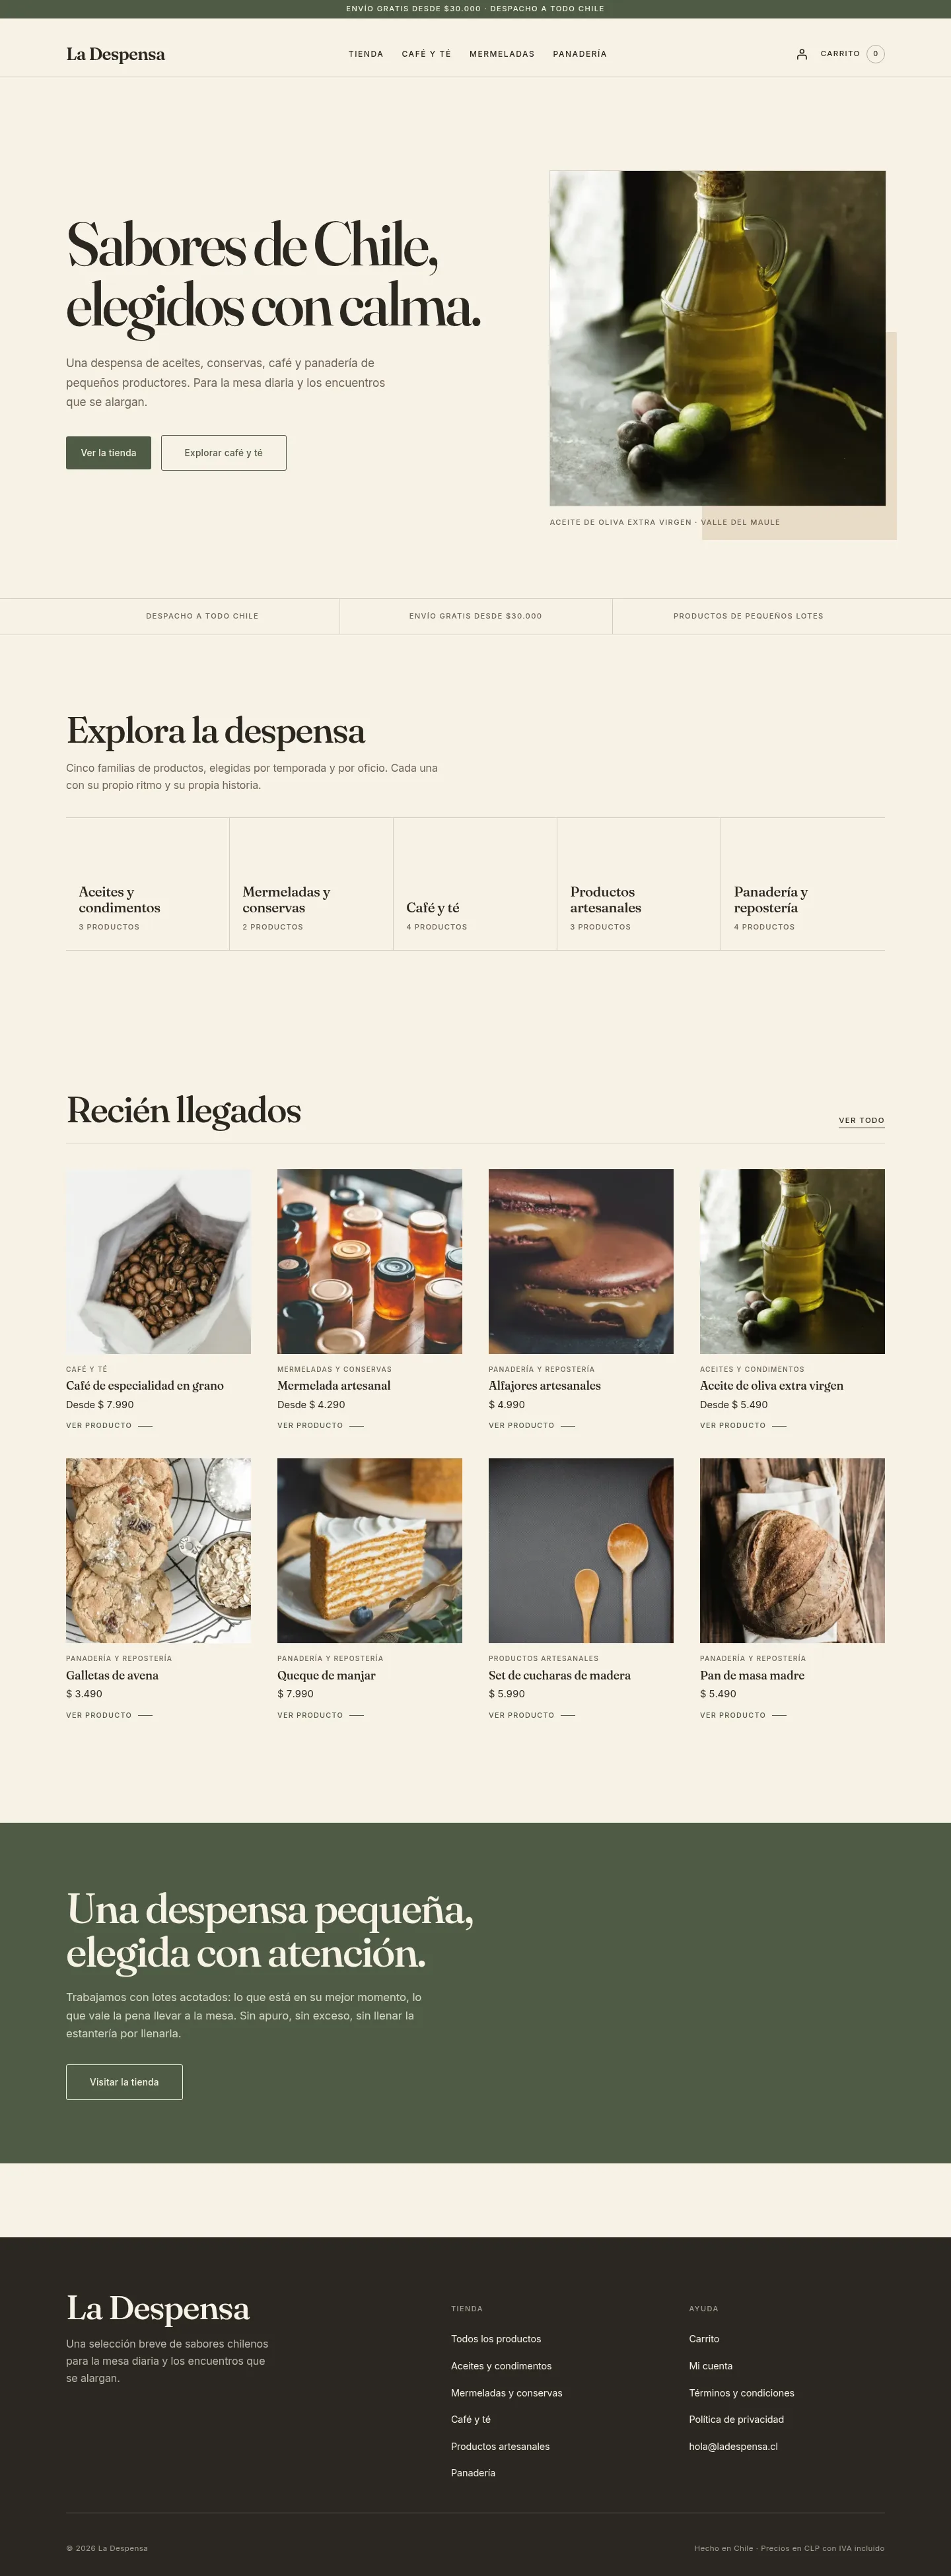 ENVÍO GRATIS DESDE $30.000 · DESPACHO A TODO CHILE
La Despensa
TIENDA
CAFÉ Y TÉ
MERMELADAS
PANADERÍA
CARRITO 0
Sabores de Chile,
elegidos con calma.
Una despensa de aceites, conservas, café y panadería de
pequeños productores. Para la mesa diaria y los encuentros
que se alargan.
Ver la tienda
Explorar café y té
ACEITE DE OLIVA EXTRA VIRGEN · VALLE DEL MAULE
DESPACHO A TODO CHILE
ENVÍO GRATIS DESDE $30.000
PRODUCTOS DE PEQUEÑOS LOTES
Explora la despensa
Cinco familias de productos, elegidas por temporada y por oficio. Cada una
con su propio ritmo y su propia historia.
Aceites y
condimentos
3 PRODUCTOS
Mermeladas y
conservas
2 PRODUCTOS
Café y té
4 PRODUCTOS
Productos
artesanales
3 PRODUCTOS
Panadería y
repostería
4 PRODUCTOS
Recién llegados
VER TODO
CAFÉ Y TÉ
Café de especialidad en grano
Desde $ 7.990
VER PRODUCTO
MERMELADAS Y CONSERVAS
Mermelada artesanal
Desde $ 4.290
VER PRODUCTO
PANADERÍA Y REPOSTERÍA
Alfajores artesanales
$ 4.990
VER PRODUCTO
ACEITES Y CONDIMENTOS
Aceite de oliva extra virgen
Desde $ 5.490
VER PRODUCTO
PANADERÍA Y REPOSTERÍA
Galletas de avena
$ 3.490
VER PRODUCTO
PANADERÍA Y REPOSTERÍA
Queque de manjar
$ 7.990
VER PRODUCTO
PRODUCTOS ARTESANALES
Set de cucharas de madera
$ 5.990
VER PRODUCTO
PANADERÍA Y REPOSTERÍA
Pan de masa madre
$ 5.490
VER PRODUCTO
Una despensa pequeña,
elegida con atención.
Trabajamos con lotes acotados: lo que está en su mejor momento, lo
que vale la pena llevar a la mesa. Sin apuro, sin exceso, sin llenar la
estantería por llenarla.
Visitar la tienda
La Despensa
Una selección breve de sabores chilenos
para la mesa diaria y los encuentros que
se alargan.
TIENDA
Todos los productos
Aceites y condimentos
Mermeladas y conservas
Café y té
Productos artesanales
Panadería
AYUDA
Carrito
Mi cuenta
Términos y condiciones
Política de privacidad
hola@ladespensa.cl
© 2026 La Despensa
Hecho en Chile · Precios en CLP con IVA incluido